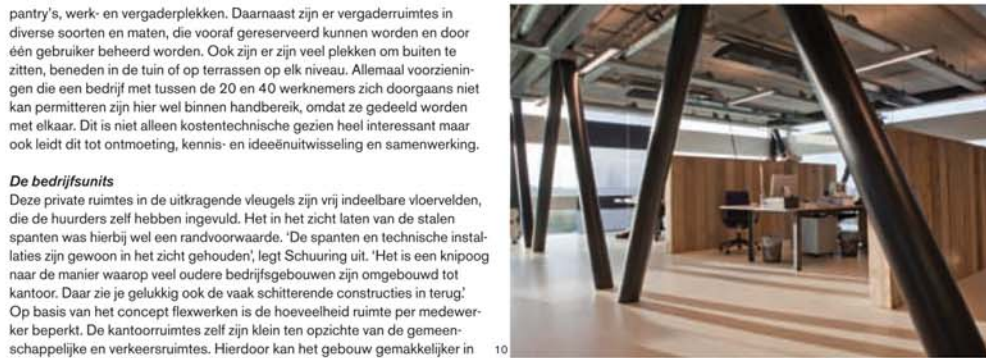 pantry's, werk- en vergaderplekken. Daarnaast zijn er vergaderruimtes in
diverse soorten en maten, die vooraf gereserveerd kunnen worden en door
één gebruiker beheerd worden. Ook zijn er zijn veel plekken om buiten te
zitten, beneden in de tuin of op terrassen op elk niveau. Allemaal voorzienin-
gen die een bedrijf met tussen de 20 en 40 werknemers zich doorgaans niet
kan permitteren zijn hier wel binnen handbereik, omdat ze gedeeld worden
met elkaar. Dit is niet alleen kostentechnische gezien heel interessant maar
ook leidt dit tot ontmoeting, kennis- en ideeënuitwisseling en samenwerking.
De bedrijfsunits
Deze private ruimtes in de uitkragende vleugels zijn vrij indeelbare vloervelden,
die de huurders zelf hebben ingevuld. Het in het zicht laten van de stalen
spanten was hierbij wel een randvoorwaarde. ‘De spanten en technische instal-
laties zijn gewoon in het zicht gehouden’, legt Schuuring uit. ‘Het is een knipoog
naar de manier waarop veel oudere bedrijfsgebouwen zijn omgebouwd tot
kantoor. Daar zie je gelukkig ook de vaak schitterende constructies in terug.’
Op basis van het concept flexwerken is de hoeveelheid ruimte per medewer-
ker beperkt. De kantoorruimtes zelf zijn klein ten opzichte van de gemeen-
schappelijke en verkeersruimtes. Hierdoor kan het gebouw gemakkelijker in
10